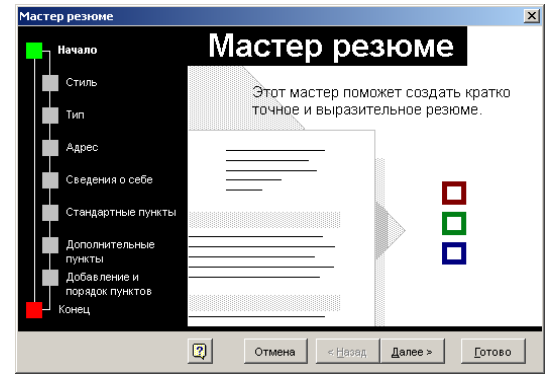 Мастер резюме
Начало
Стиль
Тип
Адрес
Сведения о себе
Стандартные пункты
Дополнительные
пункты
Добавление и
порядок пунктов
Конец
Мастер резюме
Этот мастер поможет создать кратко
точное и выразительное резюме.
Отмена
< Назад
Далее >
Готово